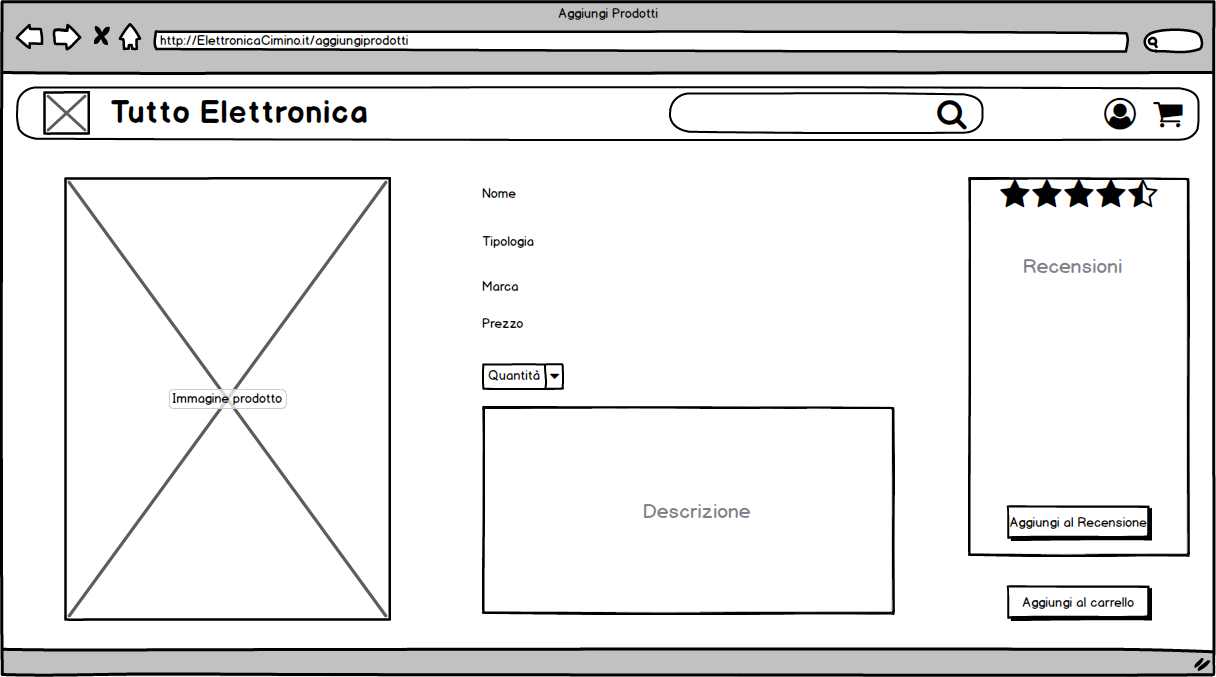 Aggiungi Prodotti
http://ElettronicaCimino.it/aggiungiprodotti
Tutto Elettronica
Nome
Tipologia
Marca
Prezzo
Quantità
Immagine prodotto
Descrizione
Recensioni
Aggiungi al Recensione
Aggiungi al carrello